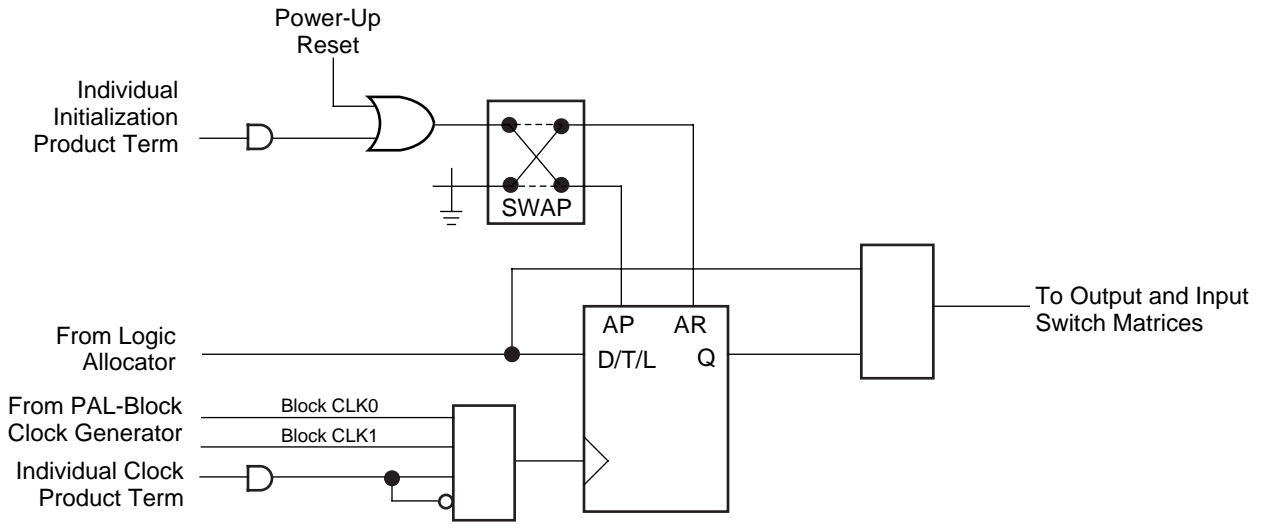 Power-Up
Reset
Individual
Initialization
Product Term
SWAP
To Output and Input
Switch Matrices
AP AR
From Logic
Allocator
D/T/L Q
From PAL-Block
Clock Generator
Block CLK0
Block CLK1
Individual Clock
Product Term